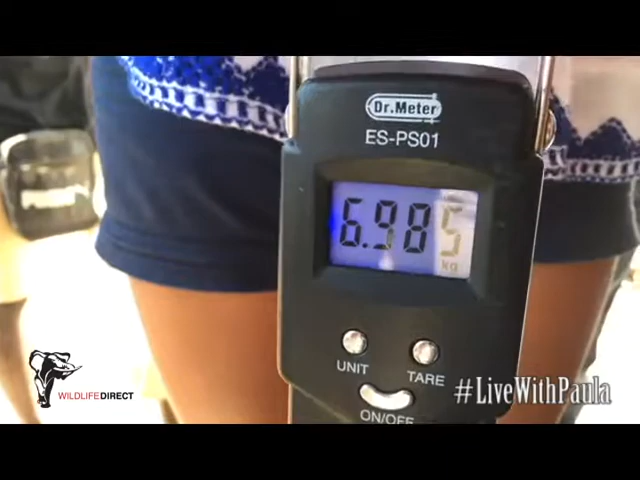 Dr.Meter
ES-PS01
6.985
kg
UNIT
TARE
ON/OFF
WILDLIFEDIRECT
#LiveWithPaula